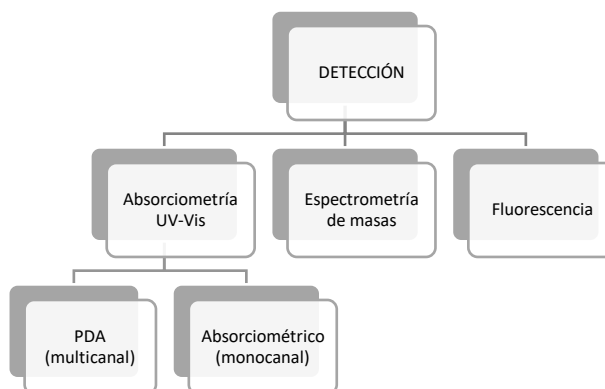 DETECCIÓN
Absorciometría
UV-Vis
Espectrometría
de masas
Fluorescencia
PDA
(multicanal)
Absorciométrico
(monocanal)